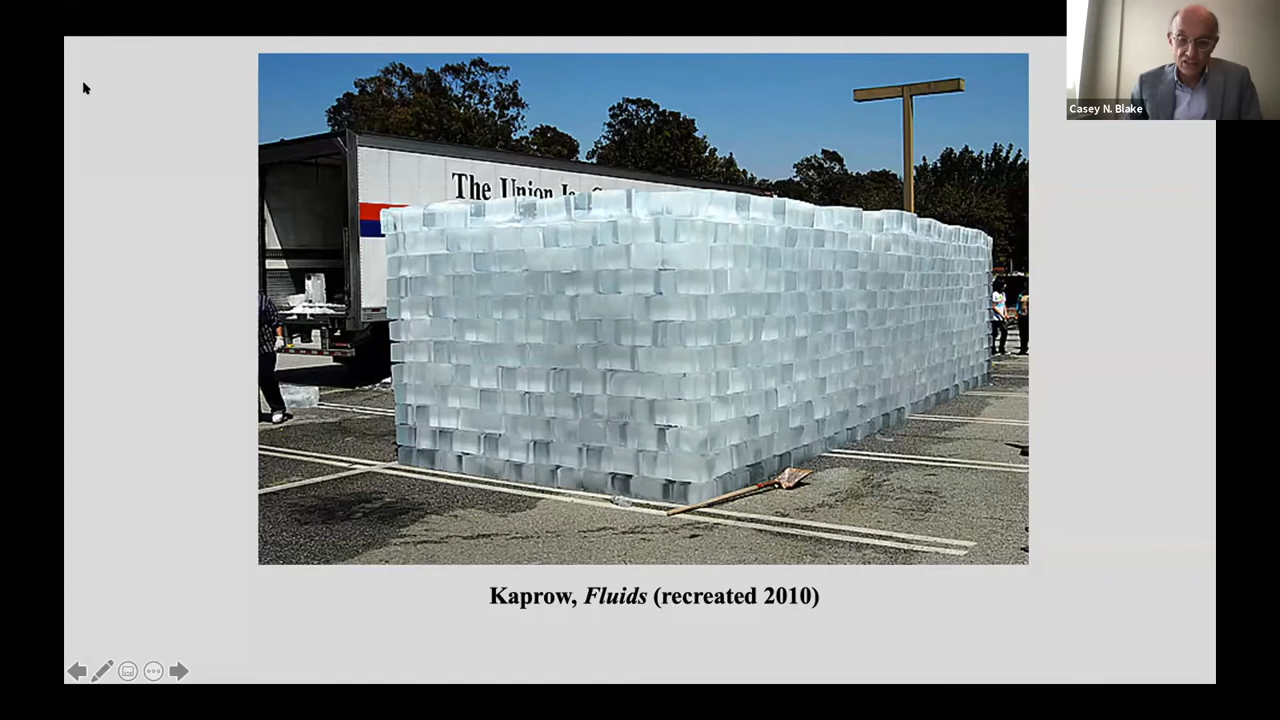 Casey N. Blake
The Union
Kaprow, Fluids (recreated 2010)